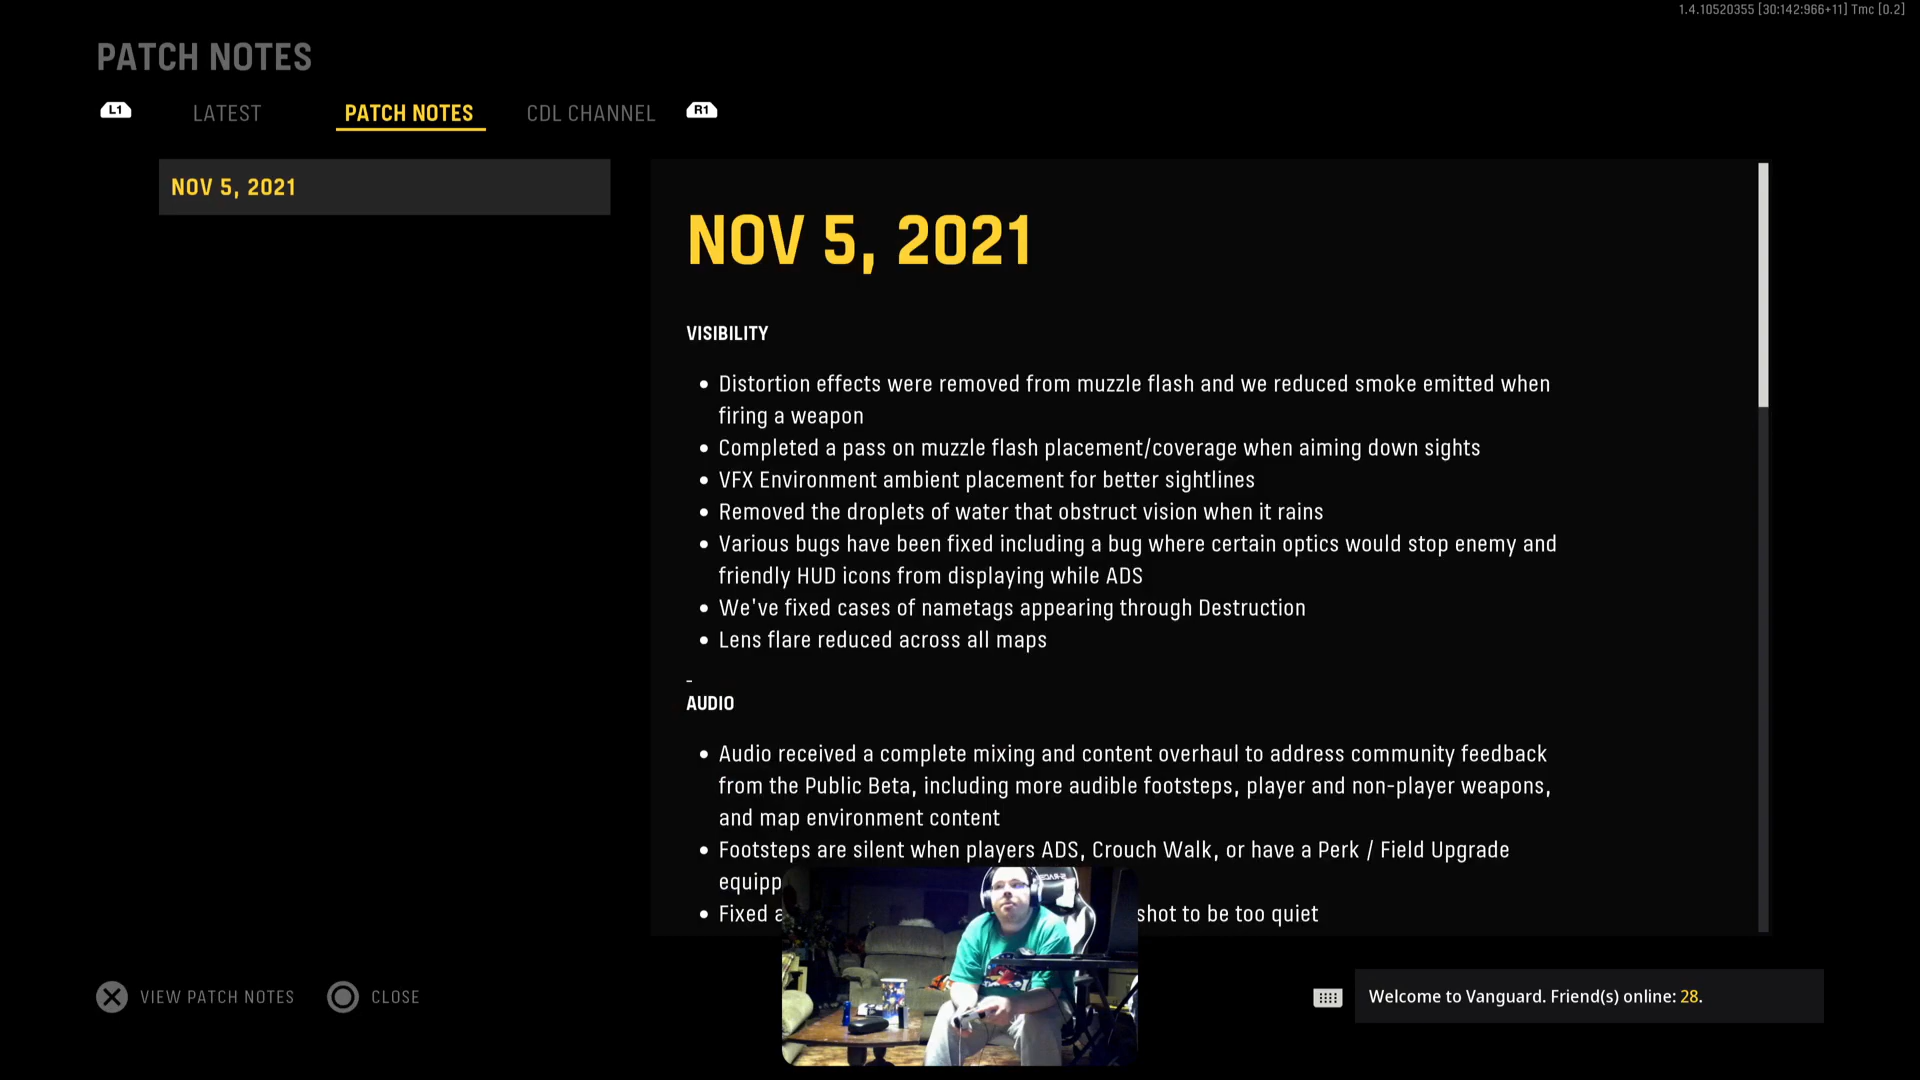 1.4.10520355 [30:142:966+11] Tmc [0.2]
PATCH NOTES
L1 LATEST PATCH NOTES CDL CHANNEL R1
NOV 5, 2021
NOV 5, 2021
VISIBILITY
• Distortion effects were removed from muzzle flash and we reduced smoke emitted when
firing a weapon
• Completed a pass on muzzle flash placement/coverage when aiming down sights
• VFX Environment ambient placement for better sightlines
• Removed the droplets of water that obstruct vision when it rains
• Various bugs have been fixed including a bug where certain optics would stop enemy and
friendly HUD icons from displaying while ADS
• We've fixed cases of nametags appearing through Destruction
• Lens flare reduced across all maps
-
AUDIO
• Audio received a complete mixing and content overhaul to address community feedback
from the Public Beta, including more audible footsteps, player and non-player weapons,
and map environment content
• Footsteps are silent when players ADS, Crouch Walk, or have a Perk / Field Upgrade
equipp
• Fixed a shot to be too quiet
VIEW PATCH NOTES CLOSE
Welcome to Vanguard. Friend(s) online: 28.